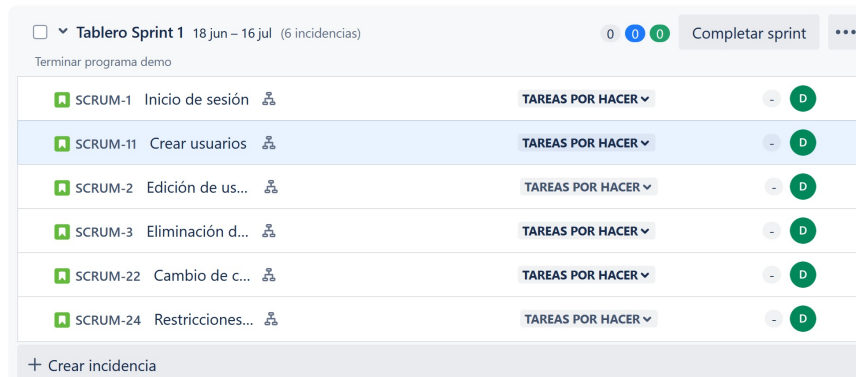 Tablero Sprint 1 18 jun – 16 jul (6 incidencias) 0 0 0 Completar sprint
Terminar programa demo
SCRUM-1 Inicio de sesión TAREAS POR HACER - D
SCRUM-11 Crear usuarios TAREAS POR HACER - D
SCRUM-2 Edición de us... TAREAS POR HACER - D
SCRUM-3 Eliminación d... TAREAS POR HACER - D
SCRUM-22 Cambio de c... TAREAS POR HACER - D
SCRUM-24 Restricciones... TAREAS POR HACER - D
+ Crear incidencia